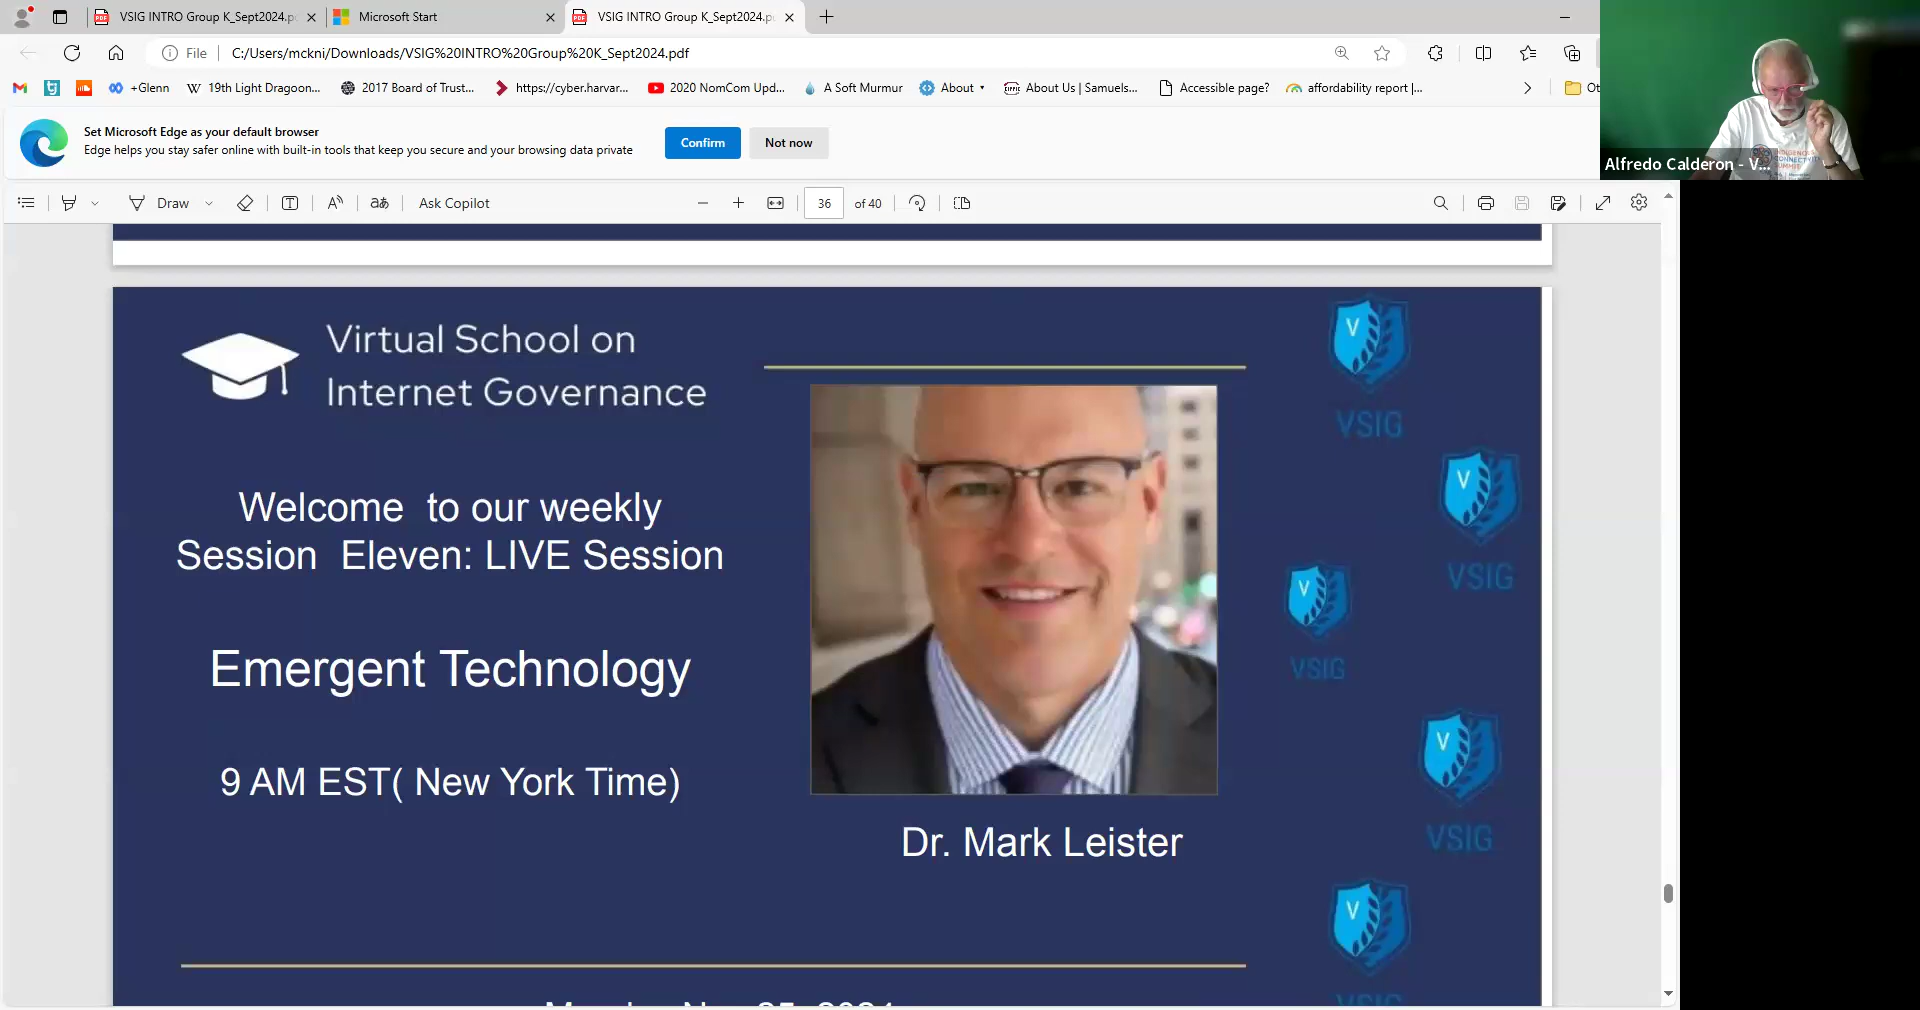 VSIG INTRO Group K_Sept2024.p
Microsoft Start
VSIG INTRO Group K_Sept2024.p
File
C:/Users/mckni/Downloads/VSIG%20INTRO%20Group%20K_Sept2024.pdf
+Glenn
19th Light Dragoon...
2017 Board of Trust...
https://cyber.harvar...
2020 NomCom Upd...
A Soft Murmur
About
About Us | Samuels...
Accessible page?
affordability report |...
Ot
Set Microsoft Edge as your default browser
Edge helps you stay safer online with built-in tools that keep you secure and your browsing data private
Confirm
Not now
Alfredo Calderon - V...
Draw
Ask Copilot
36
of 40
Virtual School on
Internet Governance
Welcome to our weekly
Session Eleven: LIVE Session
Emergent Technology
9 AM EST( New York Time)
Dr. Mark Leister
V
VSIG
V
VSIG
V
VSIG
V
VSIG
V
VSIG